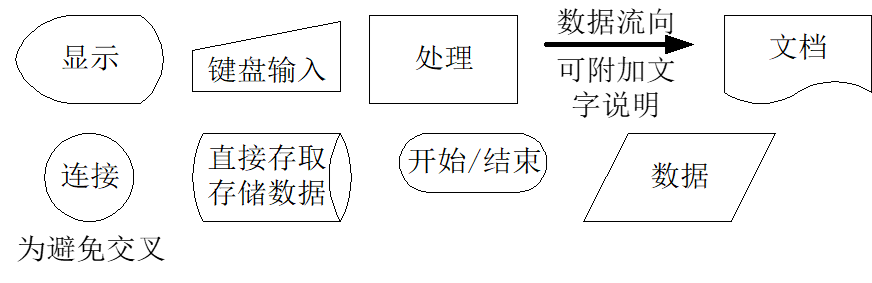 显示
键盘输入
处理
数据流向
可附加文
字说明
文档
连接
为避免交叉
直接存取
存储数据
开始/结束
数据